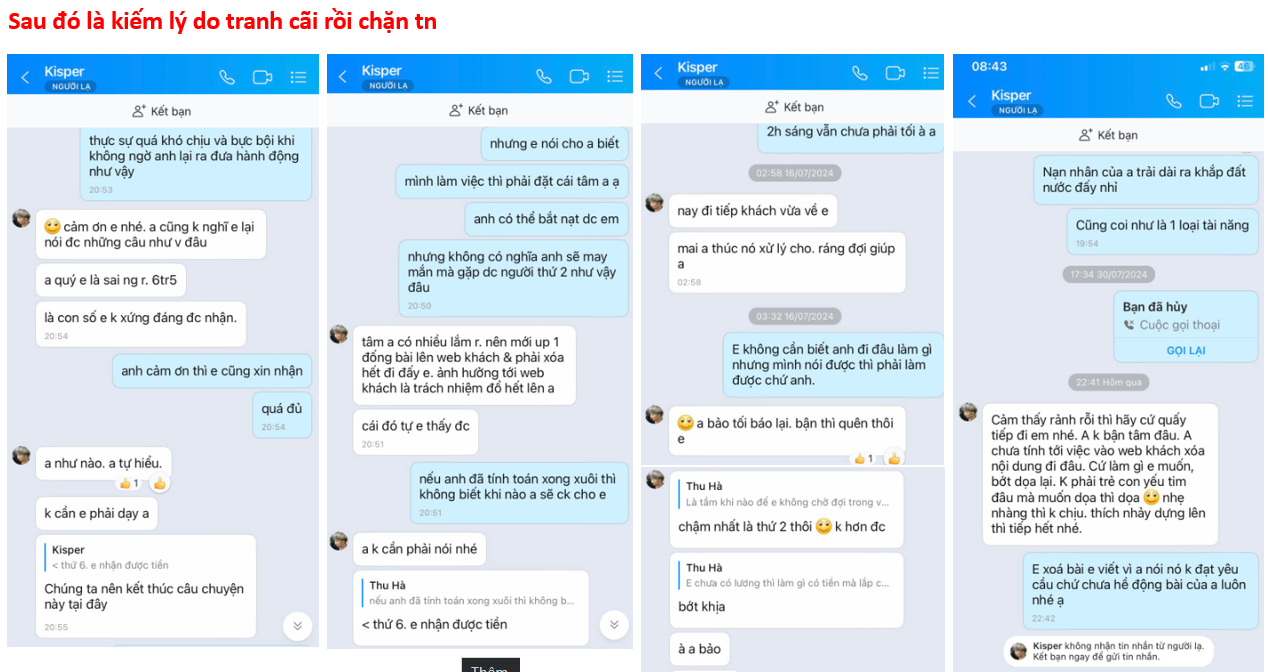 Sau đó là kiếm lý do tranh cãi rồi chặn tn
Kisper
NGƯỜI LẠ
Kết bạn
thực sự quá khó chịu và bực bội khi
không ngờ anh lại ra đưa hành động
như vậy
20:53
cảm ơn e nhé. a cũng k nghĩ e lại
nói đc những câu như v đâu
a quý e là sai ng r. 6tr5
là con số e k xứng đáng đc nhận.
20:54
anh cảm ơn thì e cũng xin nhận
quá đủ
20:54
a như nào. a tự hiểu.
1
k cần e phải dạy a
Kisper
< thứ 6. e nhận được tiền
Chúng ta nên kết thúc câu chuyện
này tại đây
20:55
Kisper
NGƯỜI LẠ
Kết bạn
nhưng e nói cho a biết
mình làm việc thì phải đặt cái tâm a ạ
anh có thể bắt nạt dc em
nhưng không có nghĩa anh sẽ may
mắn mà gặp dc người thứ 2 như vậy
đâu
20:50
tâm a có nhiều lắm r. nên mới up 1
đống bài lên web khách & phải xóa
hết đi đấy e. ảnh hưởng tới web
khách là trách nhiệm đổ hết lên a
cái đó tự e thấy đc
20:51
nếu anh đã tính toán xong xuôi thì
không biết khi nào a sẽ ck cho e
20:51
a k cần phải nói nhé
Thu Hà
nếu anh đã tính toán xong xuôi thì không b...
< thứ 6. e nhận được tiền
Thêm
Kisper
NGƯỜI LẠ
Kết bạn
2h sáng vẫn chưa phải tối à a
02:58 16/07/2024
nay đi tiếp khách vừa về e
mai a thúc nó xử lý cho. ráng đợi giúp
a
02:58
03:32 16/07/2024
E không cần biết anh đi đâu làm gì
nhưng mình nói được thì phải làm
được chứ anh.
a bảo tối báo lại. bận thì quên thôi
e
1
Thu Hà
Là tầm khi nào để e không chờ đợi trong v...
chậm nhất là thứ 2 thôi k hơn đc
Thu Hà
E chưa có lương thì làm gì có tiền mà lắp c...
bớt khịa
à a bảo
08:43
46
Kisper
NGƯỜI LẠ
Kết bạn
Nạn nhân của a trải dài ra khắp đất
nước đấy nhỉ
Cũng coi như là 1 loại tài năng
19:54
17:34 30/07/2024
Bạn đã hủy
Cuộc gọi thoại
GỌI LẠI
22:41 Hôm qua
Cảm thấy rảnh rỗi thì hãy cứ quấy
tiếp đi em nhé. A k bận tâm đâu. A
chưa tính tới việc vào web khách xóa
nội dung đi đâu. Cứ làm gì e muốn,
bớt dọa lại. K phải trẻ con yếu tim
đâu mà muốn dọa thì dọa nhẹ
nhàng thì k chịu. thích nhảy dựng lên
thì tiếp hết nhé.
E xoá bài e viết vì a nói nó k đạt yêu
cầu chứ chưa hề động bài của a luôn
nhé ạ
22:42
Kisper không nhận tin nhắn từ người lạ.
Kết bạn ngay để gửi tin nhắn.